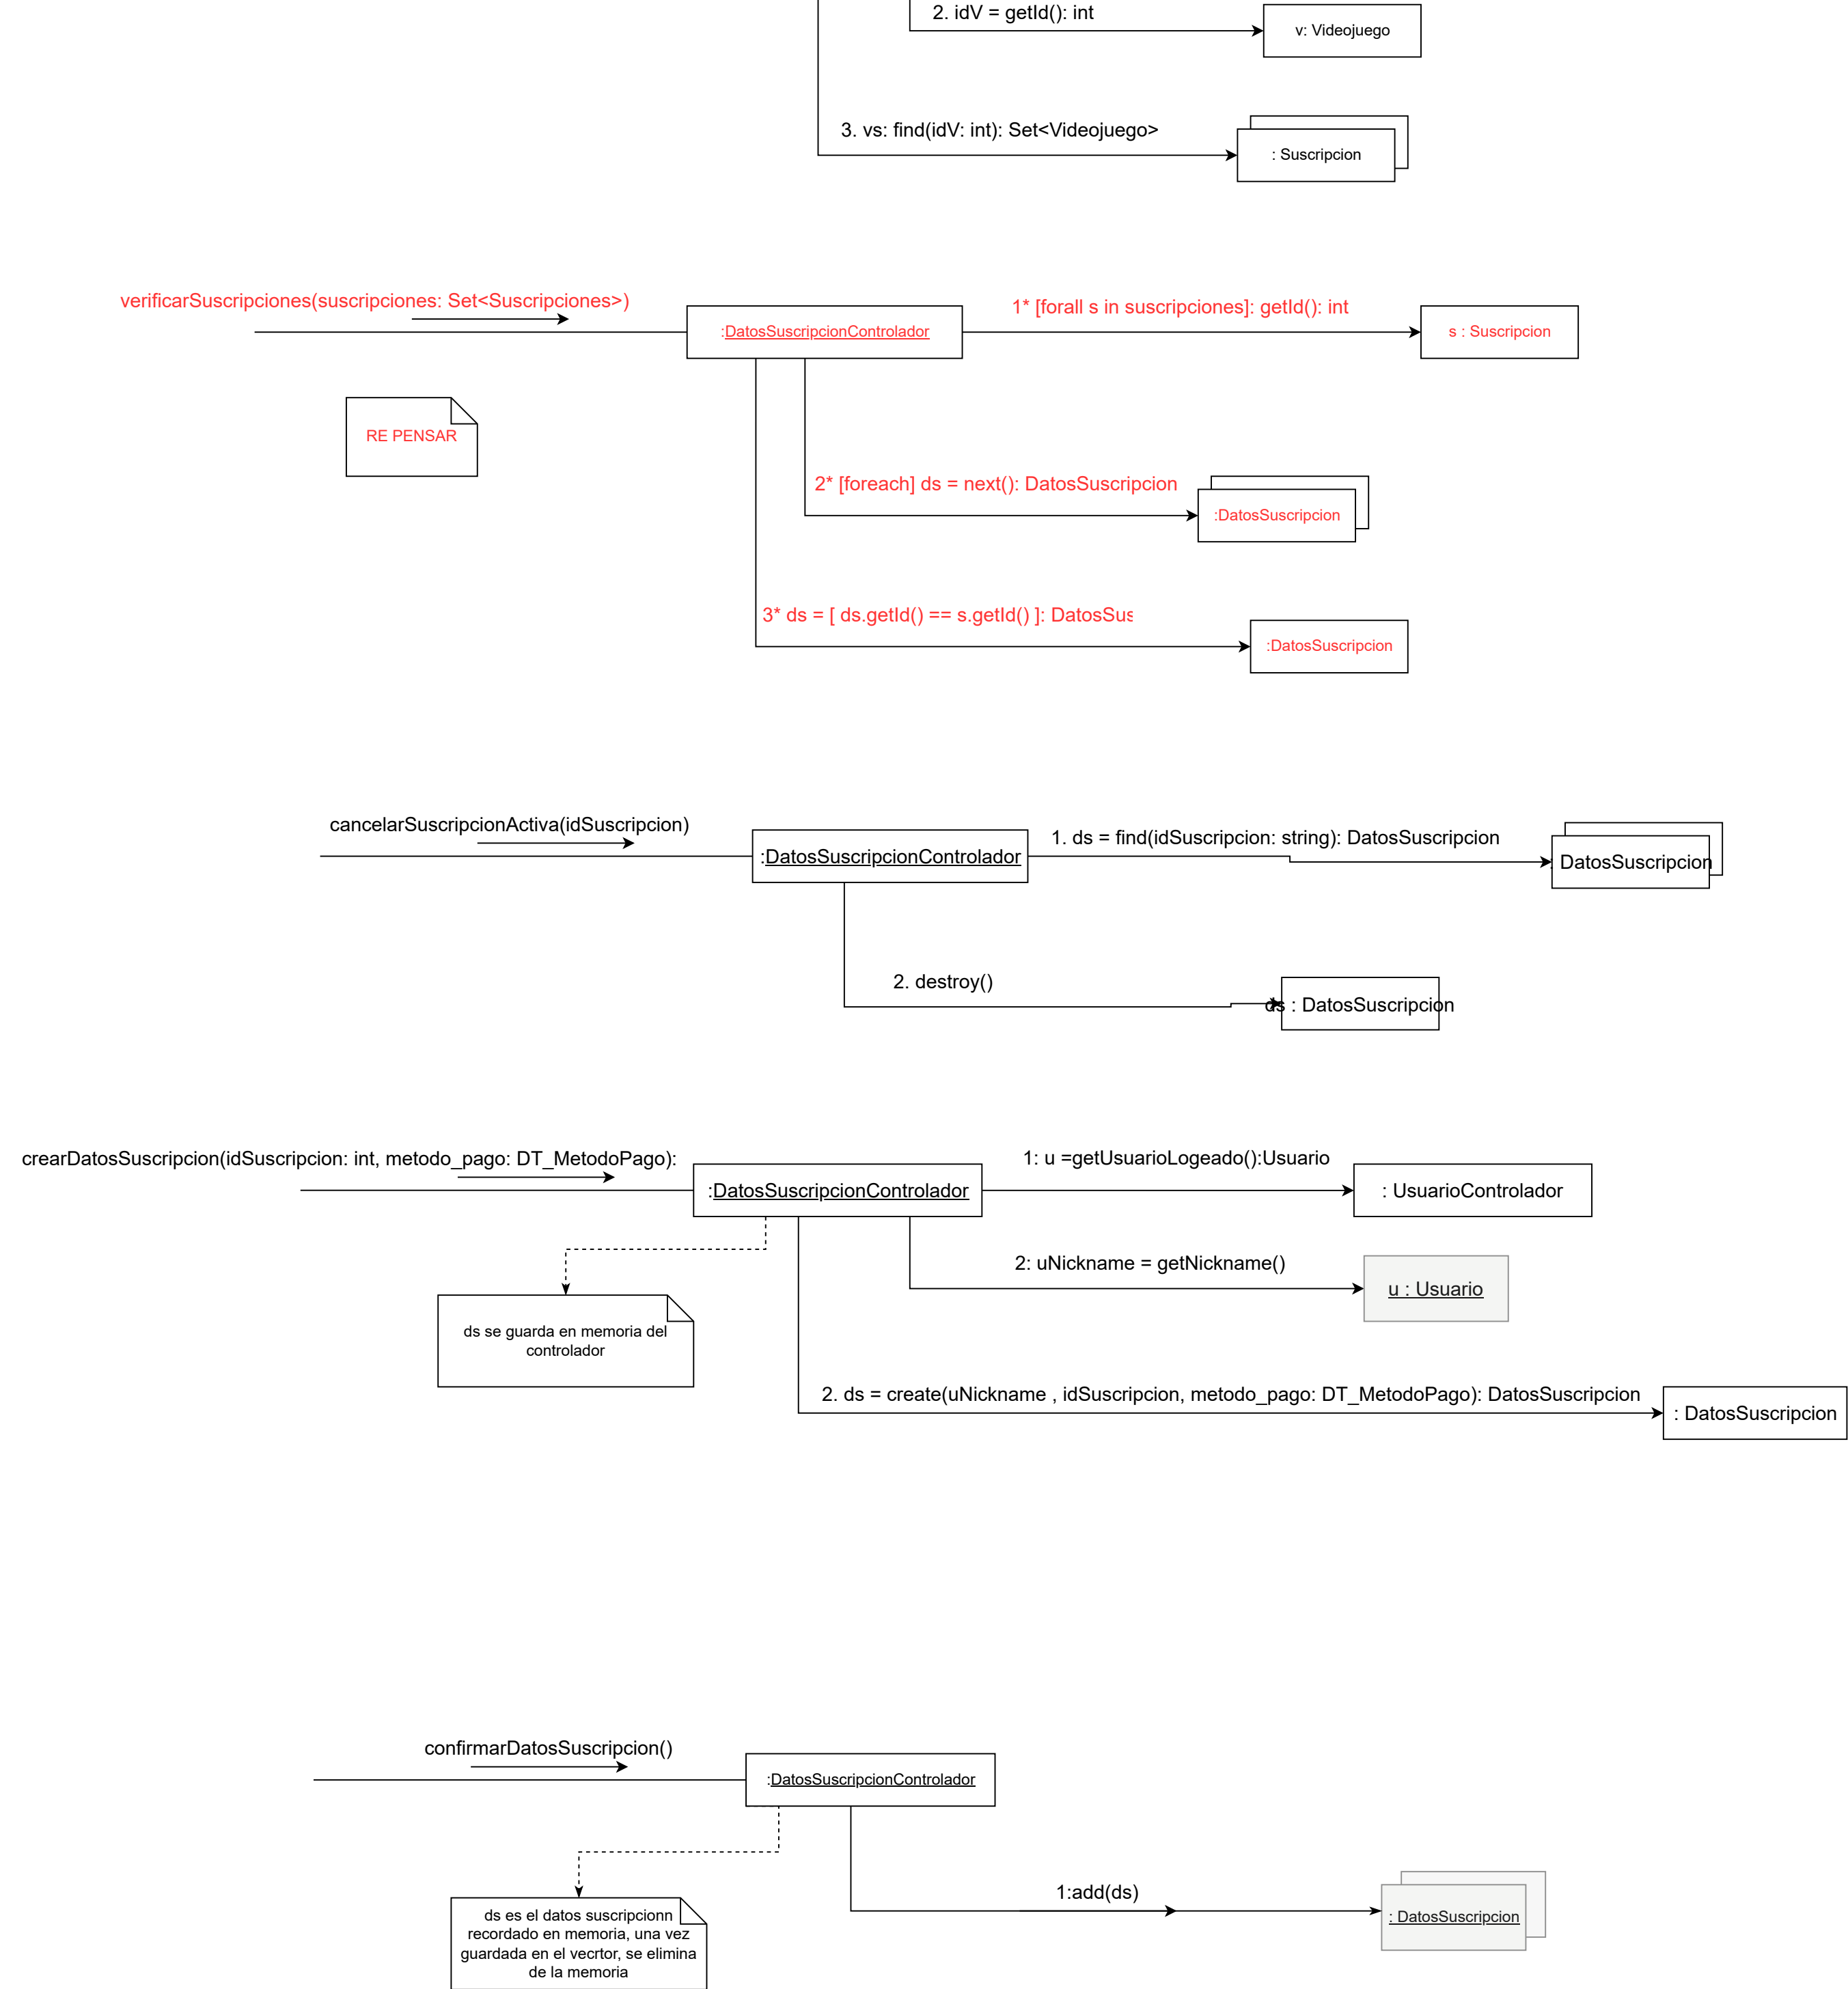 2. idV = getId(): int
v: Videojuego
3. vs: find(idV: int): Set<Videojuego>
: Suscripcion
verificarSuscripciones(suscripciones: Set<Suscripciones>)
:DatosSuscripcionControlador
1* [forall s in suscripciones]: getId(): int
s : Suscripcion
RE PENSAR
2* [foreach] ds = next(): DatosSuscripcion
:DatosSuscripcion
3* ds = [ ds.getId() == s.getId() ]: DatosSus
:DatosSuscripcion
cancelarSuscripcionActiva(idSuscripcion)
:DatosSuscripcionControlador
1. ds = find(idSuscripcion: string): DatosSuscripcion
: DatosSuscripcion
2. destroy()
ds : DatosSuscripcion
crearDatosSuscripcion(idSuscripcion: int, metodo_pago: DT_MetodoPago):
:DatosSuscripcionControlador
1: u =getUsuarioLogeado():Usuario
: UsuarioControlador
2: uNickname = getNickname()
u : Usuario
ds se guarda en memoria del
controlador
2. ds = create(uNickname , idSuscripcion, metodo_pago: DT_MetodoPago): DatosSuscripcion
: DatosSuscripcion
confirmarDatosSuscripcion()
:DatosSuscripcionControlador
1:add(ds)
: DatosSuscripcion
ds es el datos suscripcionn
recordado en memoria, una vez
guardada en el vecrtor, se elimina
de la memoria